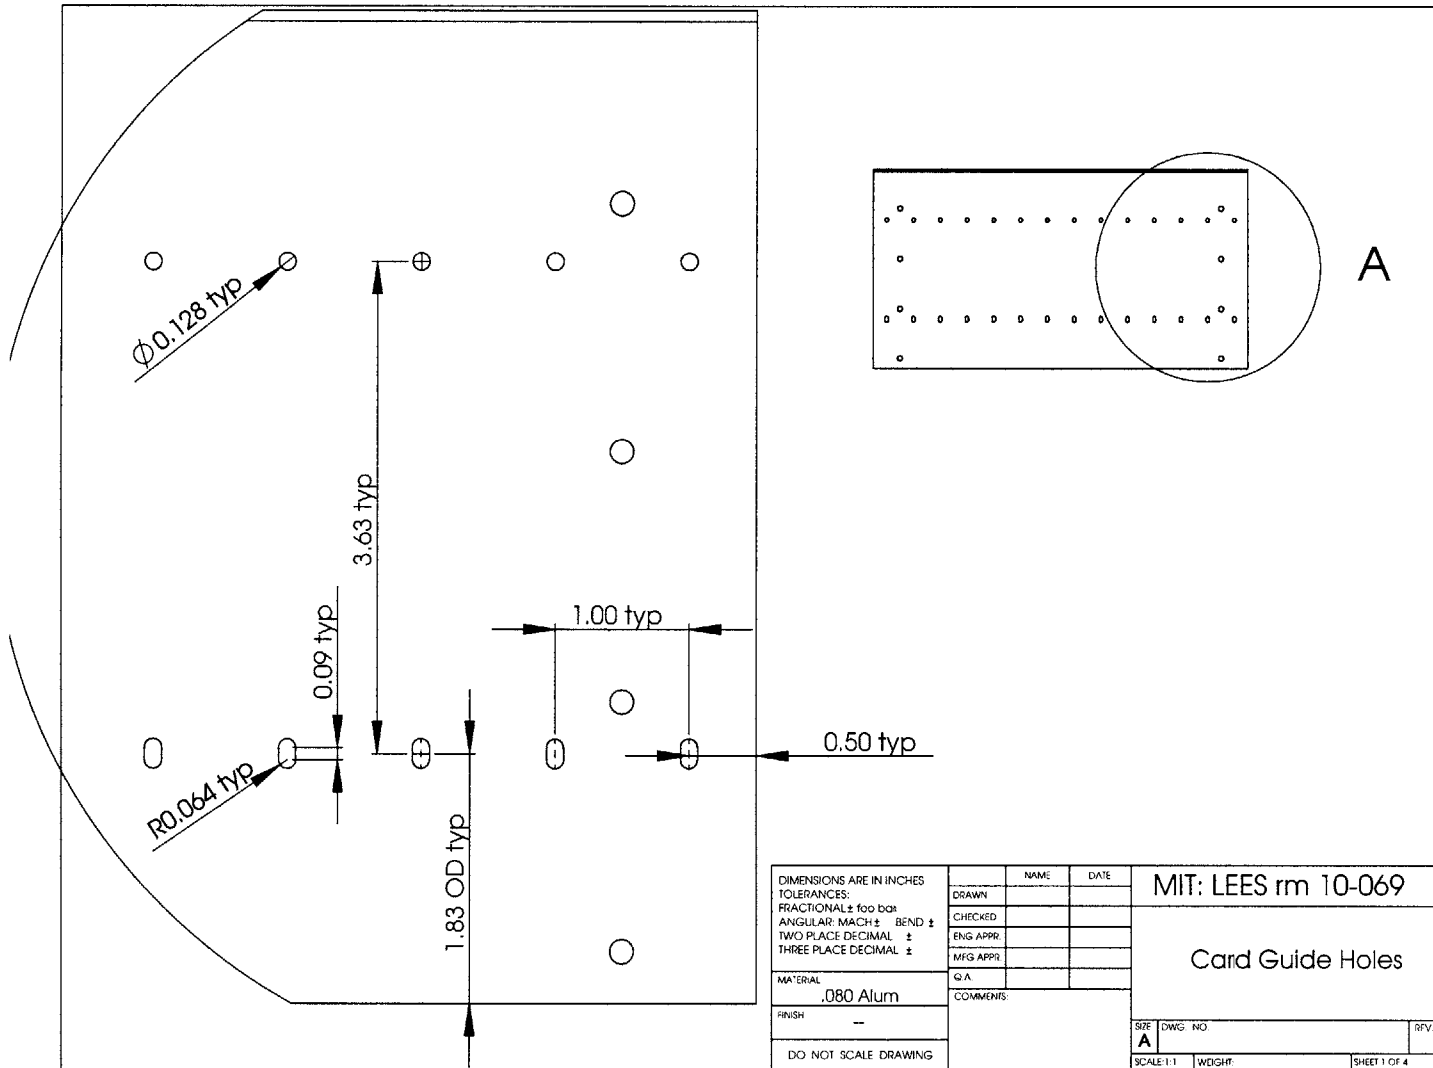 A
Ø0.128 typ
3.63 typ
1.00 typ
0.09 typ
0.50 typ
R0.064 typ
1.83 OD typ
DIMENSIONS ARE IN INCHES
TOLERANCES:
FRACTIONAL± foo bar
ANGULAR: MACH± BEND ±
TWO PLACE DECIMAL ±
THREE PLACE DECIMAL ±
MATERIAL
.080 Alum
FINISH
--
DO NOT SCALE DRAWING
NAME DATE
DRAWN
CHECKED
ENG APPR.
MFG APPR.
Q.A.
COMMENTS:
MIT: LEES rm 10-069
Card Guide Holes
SIZE DWG. NO. REV.
A
SCALE:1:1 WEIGHT: SHEET 1 OF 4